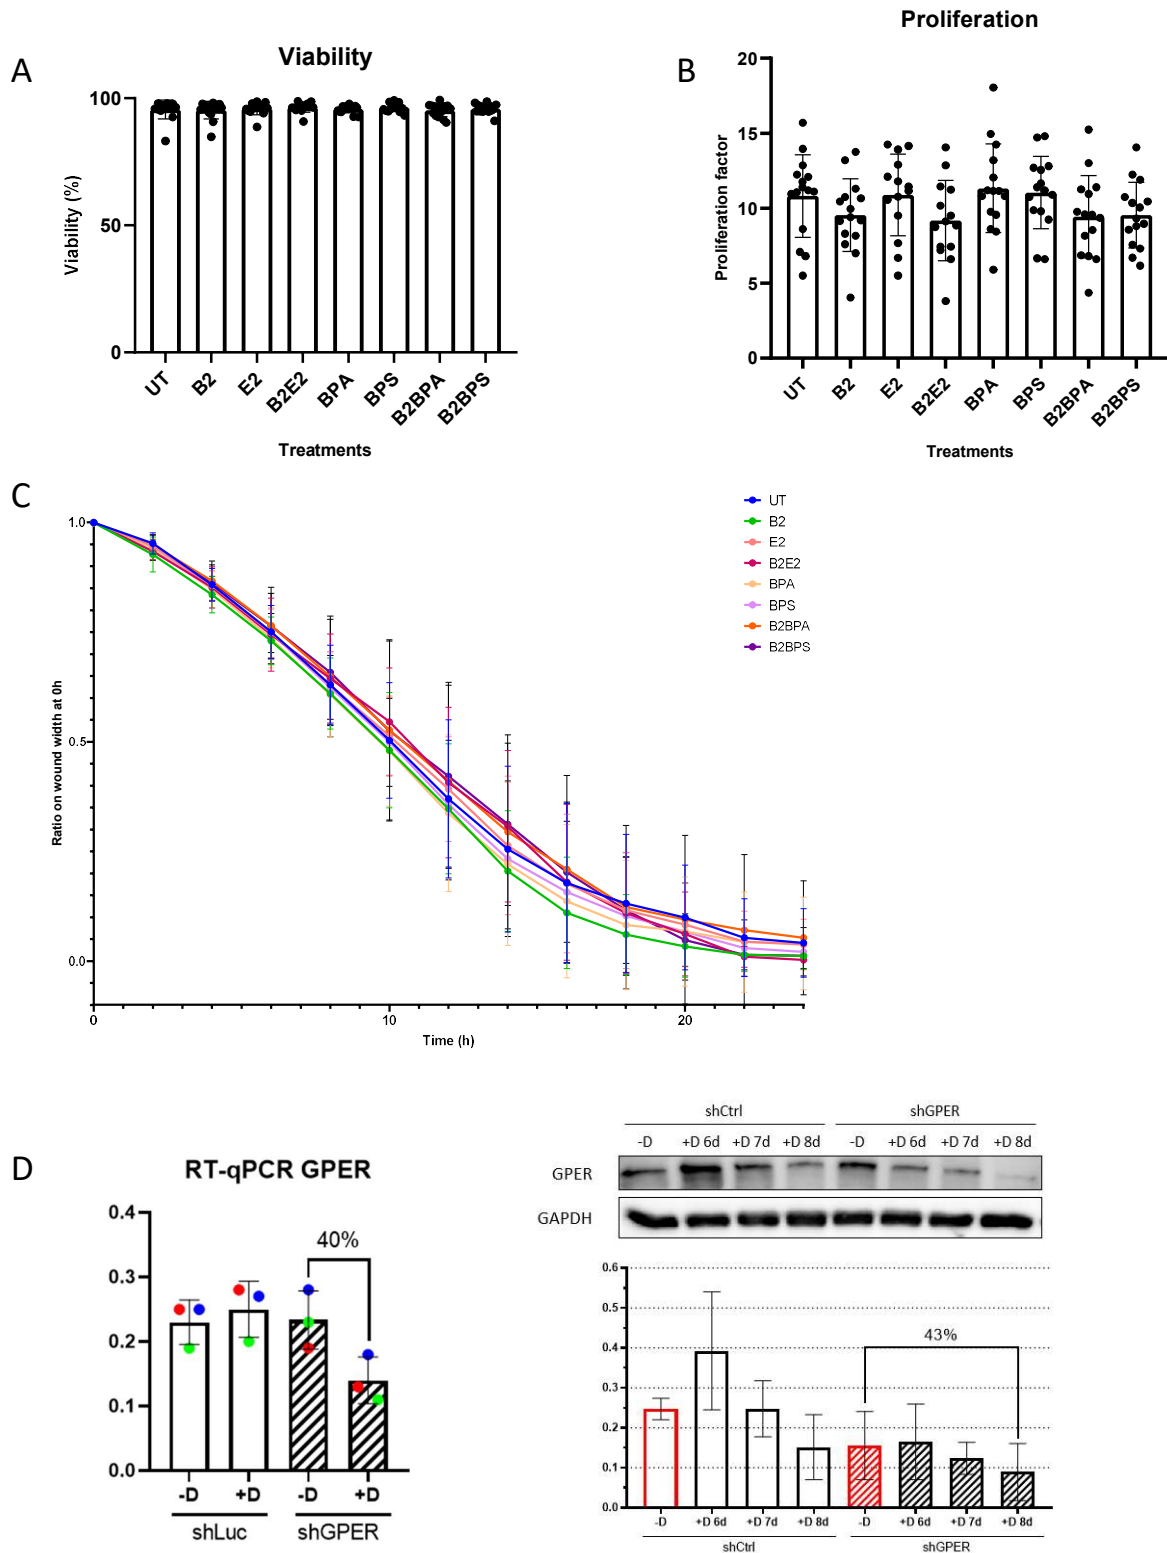 A
Viability
Viability (%)
100
50
0
UT B2 E2 B2E2 BPA BPS B2BPA B2BPS
Treatments
B
Proliferation
Proliferation factor
20
15
10
5
0
UT B2 E2 B2E2 BPA BPS B2BPA B2BPS
Treatments
C
Ratio on wound width at 0h
1.0
0.5
0.0
0 10 20
Time (h)
UT
B2
E2
B2E2
BPA
BPS
B2BPA
B2BPS
D
RT-qPCR GPER
0.4
0.3
0.2
0.1
0.0
40%
-D +D -D +D
shLuc shGPER
shCtrl shGPER
-D +D 6d +D 7d +D 8d -D +D 6d +D 7d +D 8d
GPER
GAPDH
0.6
0.5
0.4
0.3
0.2
0.1
0.0
43%
-D +D 6d +D 7d +D 8d -D +D 6d +D 7d +D 8d
shCtrl shGPER